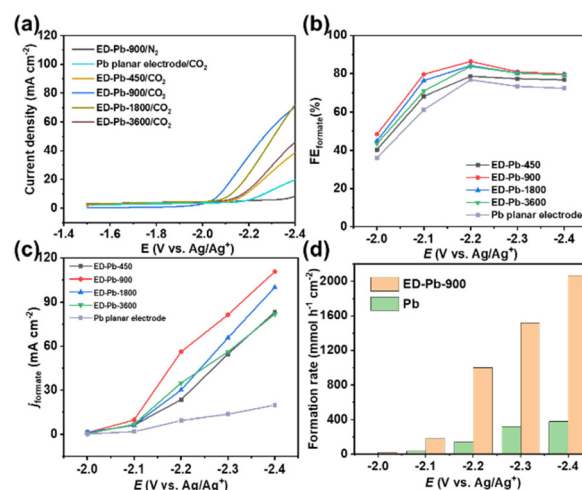 (a)
ED-Pb-900/N₂
Pb planar electrode/CO₂
ED-Pb-450/CO₂
ED-Pb-900/CO₂
ED-Pb-1800/CO₂
ED-Pb-3600/CO₂
Current density (mA cm⁻²)
120
100
80
60
40
20
0
-1.4 -1.6 -1.8 -2.0 -2.2 -2.4
E (V vs. Ag/Ag⁺)
(b)
FEformate(%)
100
80
60
40
20
0
ED-Pb-450
ED-Pb-900
ED-Pb-1800
ED-Pb-3600
Pb planar electrode
-2.0 -2.1 -2.2 -2.3 -2.4
E (V vs. Ag/Ag⁺)
(c)
ED-Pb-450
ED-Pb-900
ED-Pb-1800
ED-Pb-3600
Pb planar electrode
jformate (mA cm⁻²)
120
90
60
30
0
-2.0 -2.1 -2.2 -2.3 -2.4
E (V vs. Ag/Ag⁺)
(d)
ED-Pb-900
Pb
Formation rate (mmol h⁻¹ cm⁻²)
2000
1600
1200
800
400
0
-2.0 -2.1 -2.2 -2.3 -2.4
E (V vs. Ag/Ag⁺)